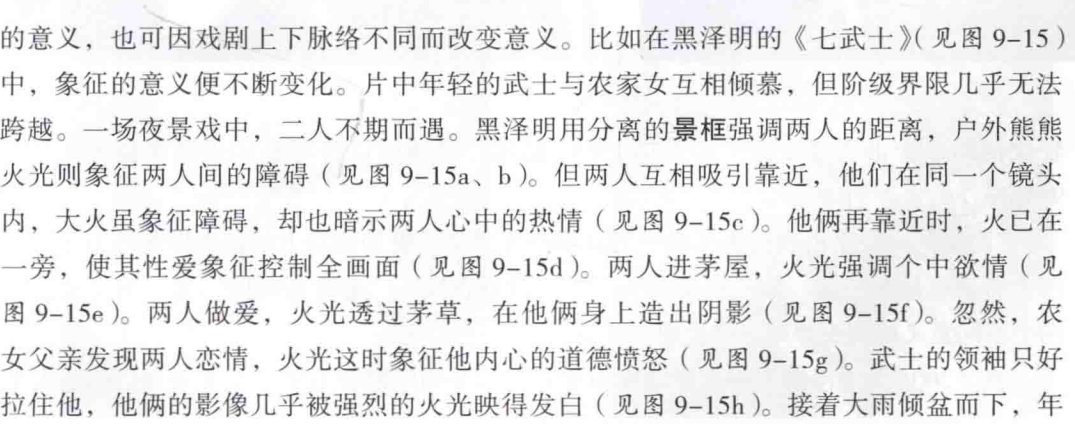 的意义，也可因戏剧上下脉络不同而改变意义。比如在黑泽明的《七武士》（见图 9-15）
中，象征的意义便不断变化。片中年轻的武士与农家女互相倾慕，但阶级界限几乎无法
跨越。一场夜景戏中，二人不期而遇。黑泽明用分离的景框强调两人的距离，户外熊熊
火光则象征两人间的障碍（见图 9-15a、b）。但两人互相吸引靠近，他们在同一个镜头
内，大火虽象征障碍，却也暗示两人心中的热情（见图 9-15c）。他俩再靠近时，火已在
一旁，使其性爱象征控制全画面（见图 9-15d）。两人进茅屋，火光强调个中欲情（见
图 9-15e）。两人做爱，火光透过茅草，在他俩身上造出阴影（见图 9-15f）。忽然，农
女父亲发现两人恋情，火光这时象征他内心的道德愤怒（见图 9-15g）。武士的领袖只好
拉住他，他俩的影像几乎被强烈的火光映得发白（见图 9-15h）。接着大雨倾盆而下，年